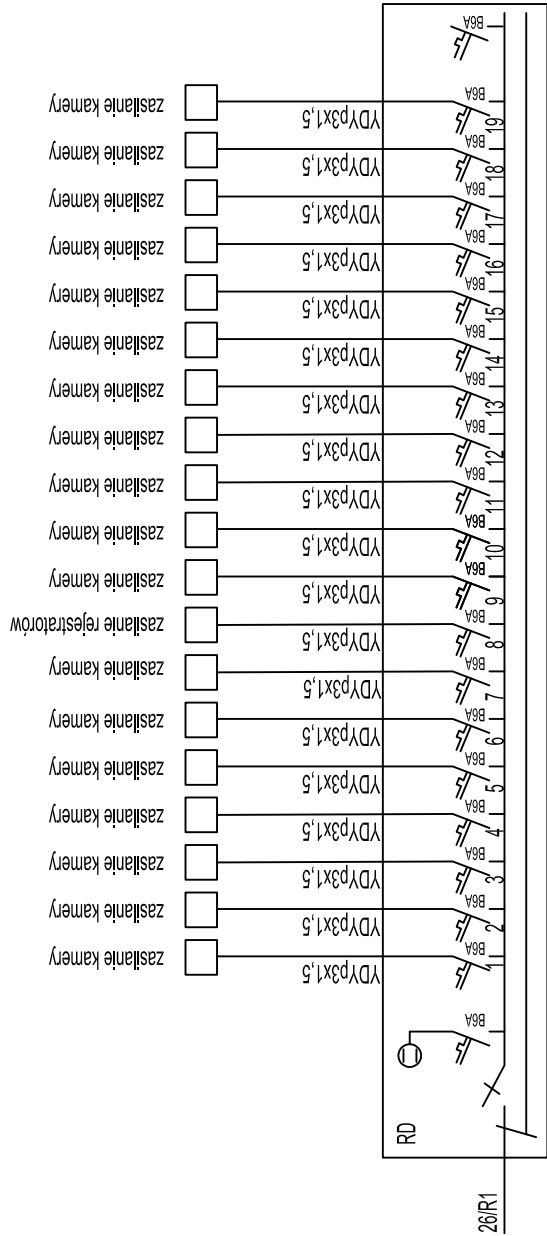 B6A
zasilanie kamery
YDYp3x1,5
B6A
19
zasilanie kamery
YDYp3x1,5
B6A
18
zasilanie kamery
YDYp3x1,5
B6A
17
zasilanie kamery
YDYp3x1,5
B6A
16
zasilanie kamery
YDYp3x1,5
B6A
15
zasilanie kamery
YDYp3x1,5
B6A
14
zasilanie kamery
YDYp3x1,5
B6A
13
zasilanie kamery
YDYp3x1,5
B6A
12
zasilanie kamery
YDYp3x1,5
B6A
11
zasilanie kamery
YDYp3x1,5
B6A
10
zasilanie kamery
YDYp3x1,5
B6A
9
zasilanie rejestratorów
YDYp3x1,5
B6A
8
zasilanie kamery
YDYp3x1,5
B6A
7
zasilanie kamery
YDYp3x1,5
B6A
6
zasilanie kamery
YDYp3x1,5
B6A
5
zasilanie kamery
YDYp3x1,5
B6A
4
zasilanie kamery
YDYp3x1,5
B6A
3
zasilanie kamery
YDYp3x1,5
B6A
2
zasilanie kamery
YDYp3x1,5
B6A
1
B6A
RD
26/R1